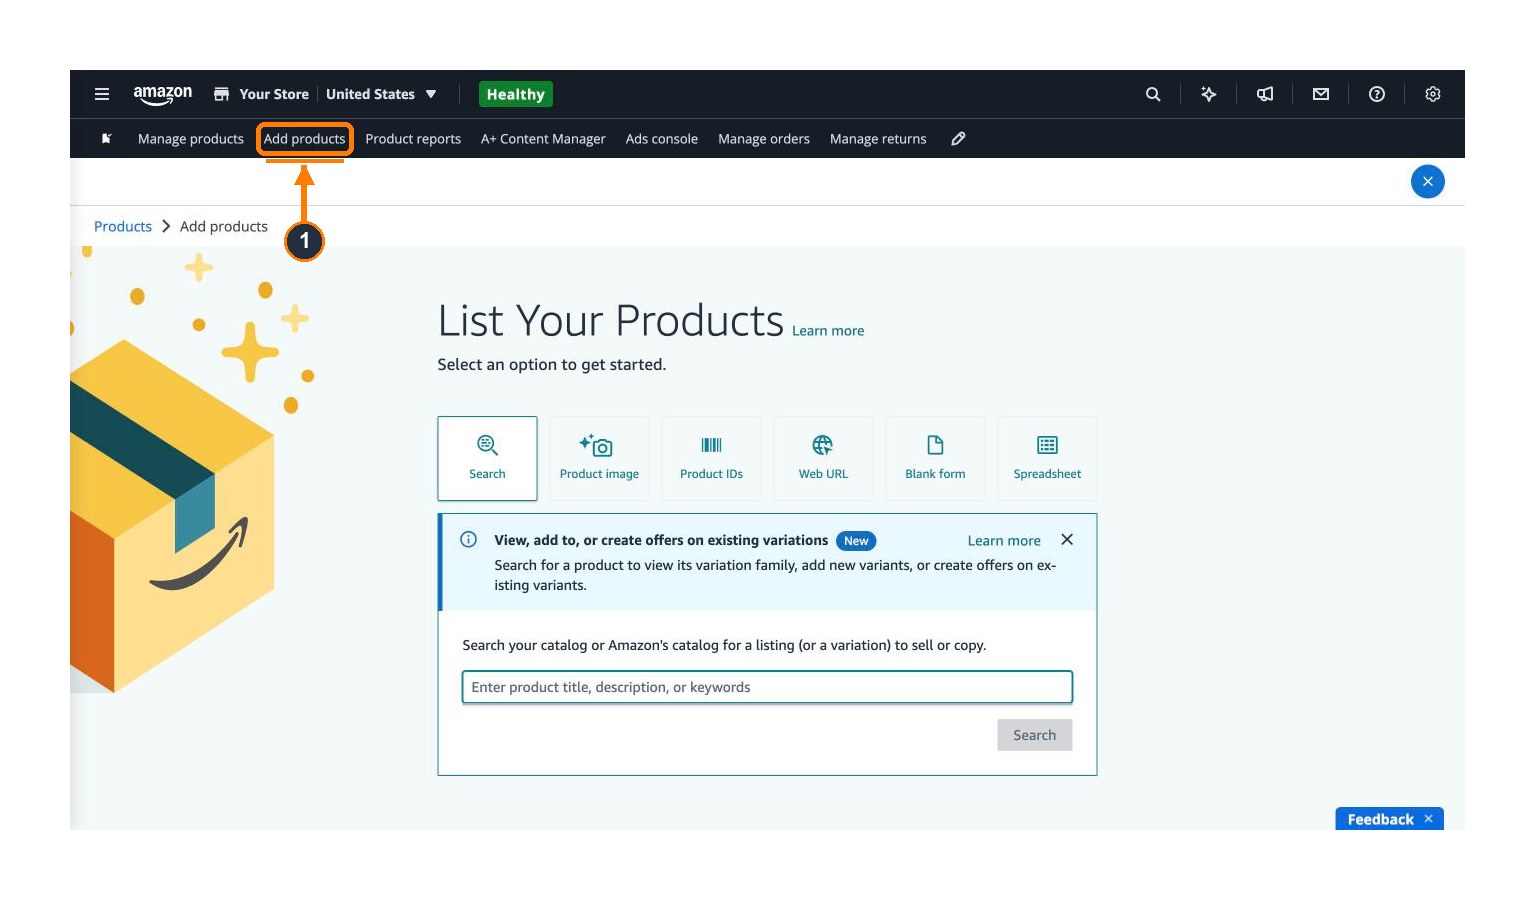 amazon Your Store United States Healthy
Manage products Add products Product reports A+ Content Manager Ads console Manage orders Manage returns
Products Add products
1
List Your Products Learn more
Select an option to get started.
Search Product image Product IDs Web URL Blank form Spreadsheet
View, add to, or create offers on existing variations New Learn more
Search for a product to view its variation family, add new variants, or create offers on ex-
isting variants.
Search your catalog or Amazon's catalog for a listing (or a variation) to sell or copy.
Enter product title, description, or keywords
Search
Feedback